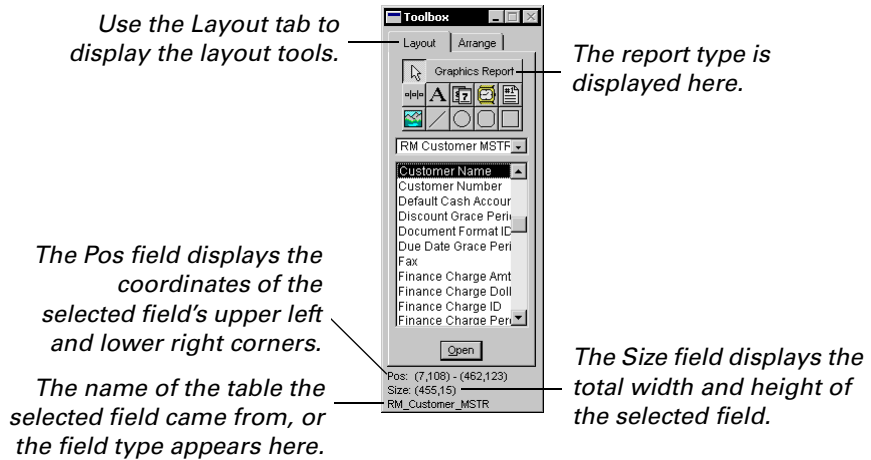 Toolbox
Use the Layout tab to
display the layout tools.
Layout
Arrange
Graphics Report
The report type is
displayed here.
A
7
#1
RM Customer MSTR
Customer Name
Customer Number
Default Cash Accour
Discount Grace Peri
Document Format ID
Due Date Grace Peri
Fax
Finance Charge Amt
Finance Charge Doll
Finance Charge ID
Finance Charge Per
Open
The Pos field displays the
coordinates of the
selected field's upper left
and lower right corners.
Pos: (7,108) - (462,123)
Size: (455,15)
RM_Customer_MSTR
The name of the table the
selected field came from, or
the field type appears here.
The Size field displays the
total width and height of
the selected field.